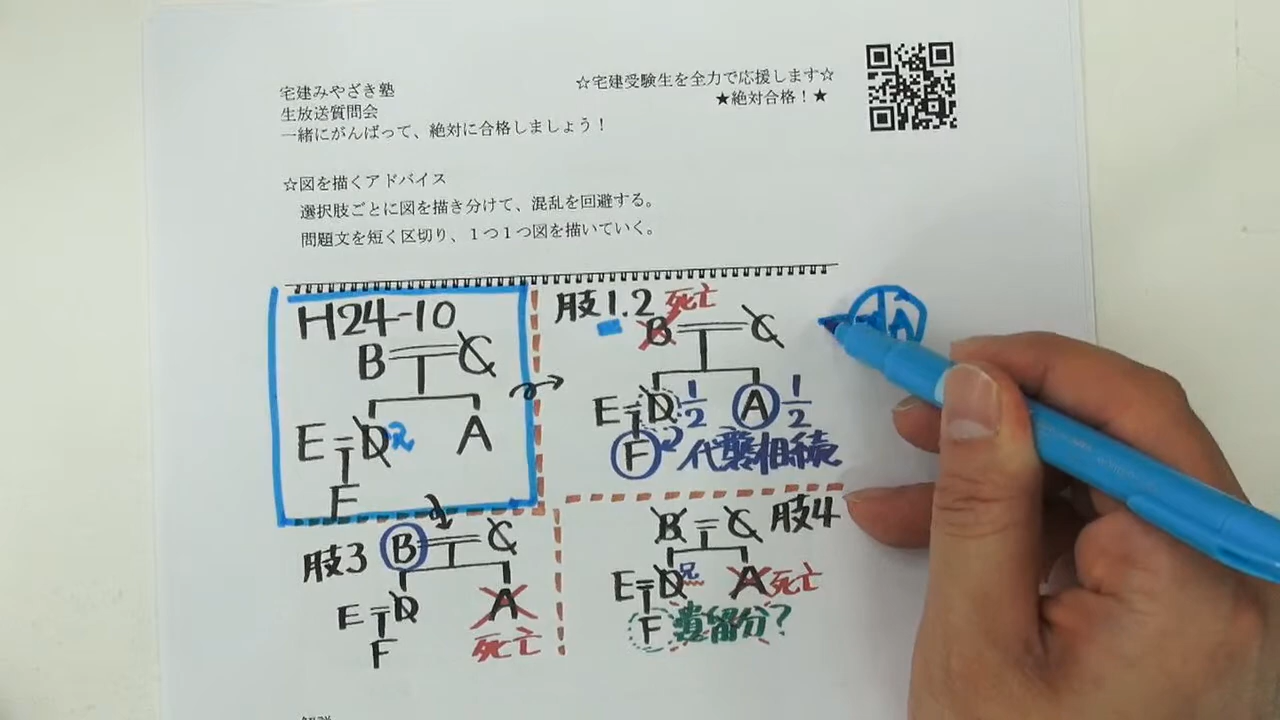 宅建みやざき塾
生放送質問会
一緒にがんばって、絶対に合格しましょう！
☆宅建受験生を全力で応援します☆
★絶対合格！★
☆図を描くアドバイス
選択肢ごとに図を描き分けて、混乱を回避する。
問題文を短く区切り、１つ１つ図を描いていく。
H24-10
B C
E D 兄 A
F
肢1.2 死亡
B C
E D 1/2 A 1/2
F 代襲相続
肢3 B C
E D A
F 死亡
B C 肢4
E D 兄 A 死亡
F 遺留分?